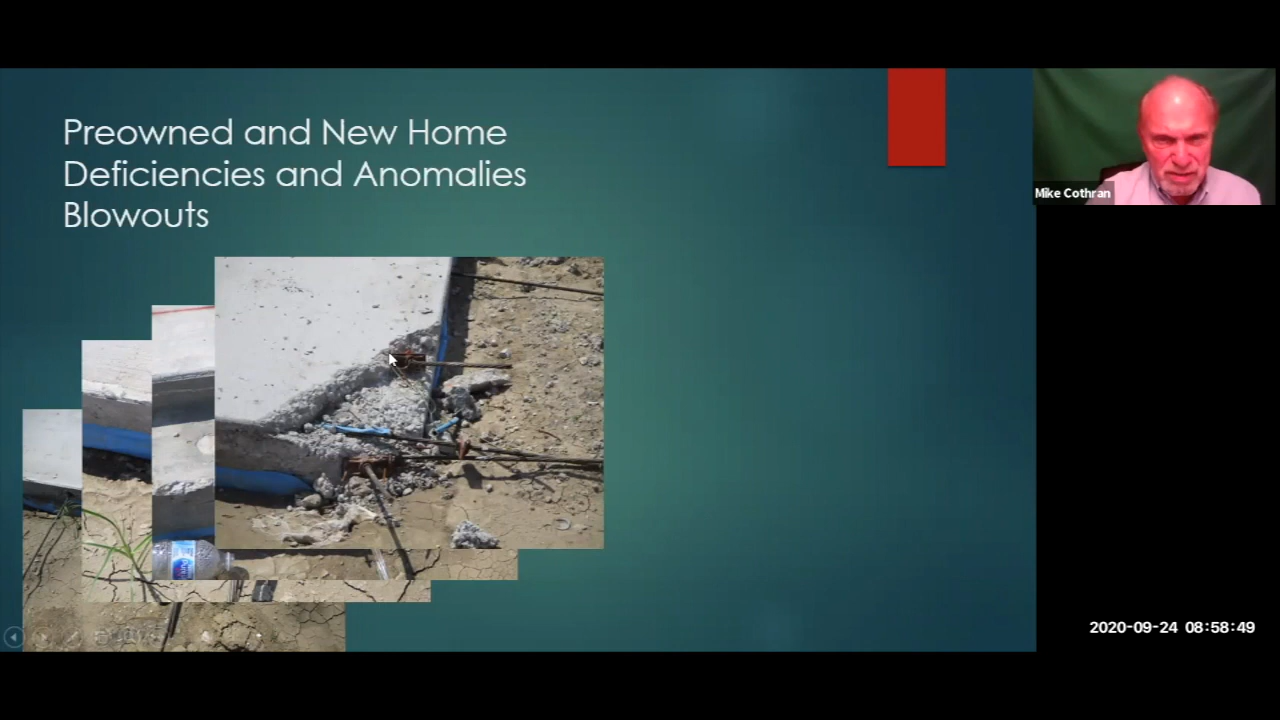 Preowned and New Home
Deficiencies and Anomalies
Blowouts
Mike Cothran
2020-09-24 08:58:49